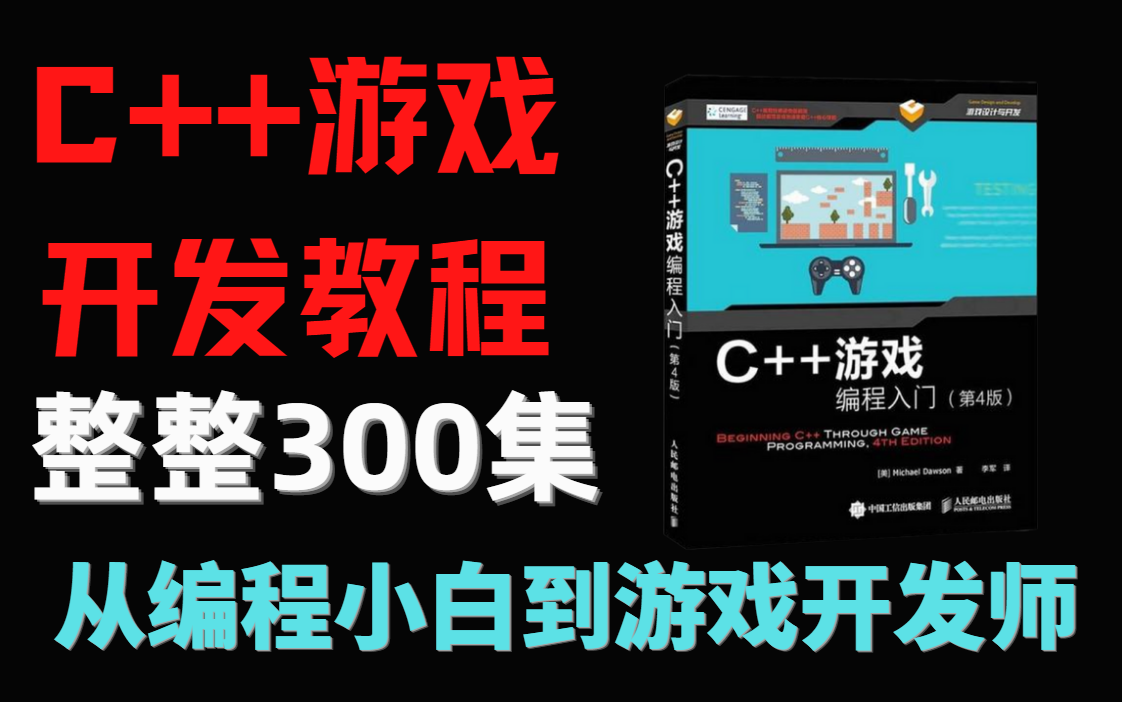 C++游戏
开发教程
整整300集
从编程小白到游戏开发师
CENGAGE
Learning
Game Design and Develop
游戏设计与开发
TESTING
C++游戏编程入门(第4版)
人民邮电出版社
C++游戏
编程入门(第4版)
BEGINNING C++ THROUGH GAME
PROGRAMMING, 4TH EDITION
[美] Michael Dawson 著 李军 译
中国工信出版集团
人民邮电出版社
POSTS & TELECOM PRESS